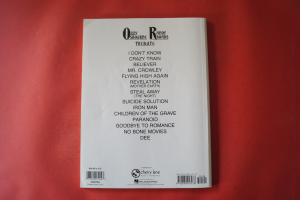 Ozzy Osbourne Randy Rhoads
TRIBUTE
I DON'T KNOW
CRAZY TRAIN
BELIEVER
MR. CROWLEY
FLYING HIGH AGAIN
REVELATION
(MOTHER EARTH)
STEAL AWAY
(THE NIGHT)
SUICIDE SOLUTION
IRON MAN
CHILDREN OF THE GRAVE
PARANOID
GOODBYE TO ROMANCE
NO BONE MOVIES
DEE
cherry lane